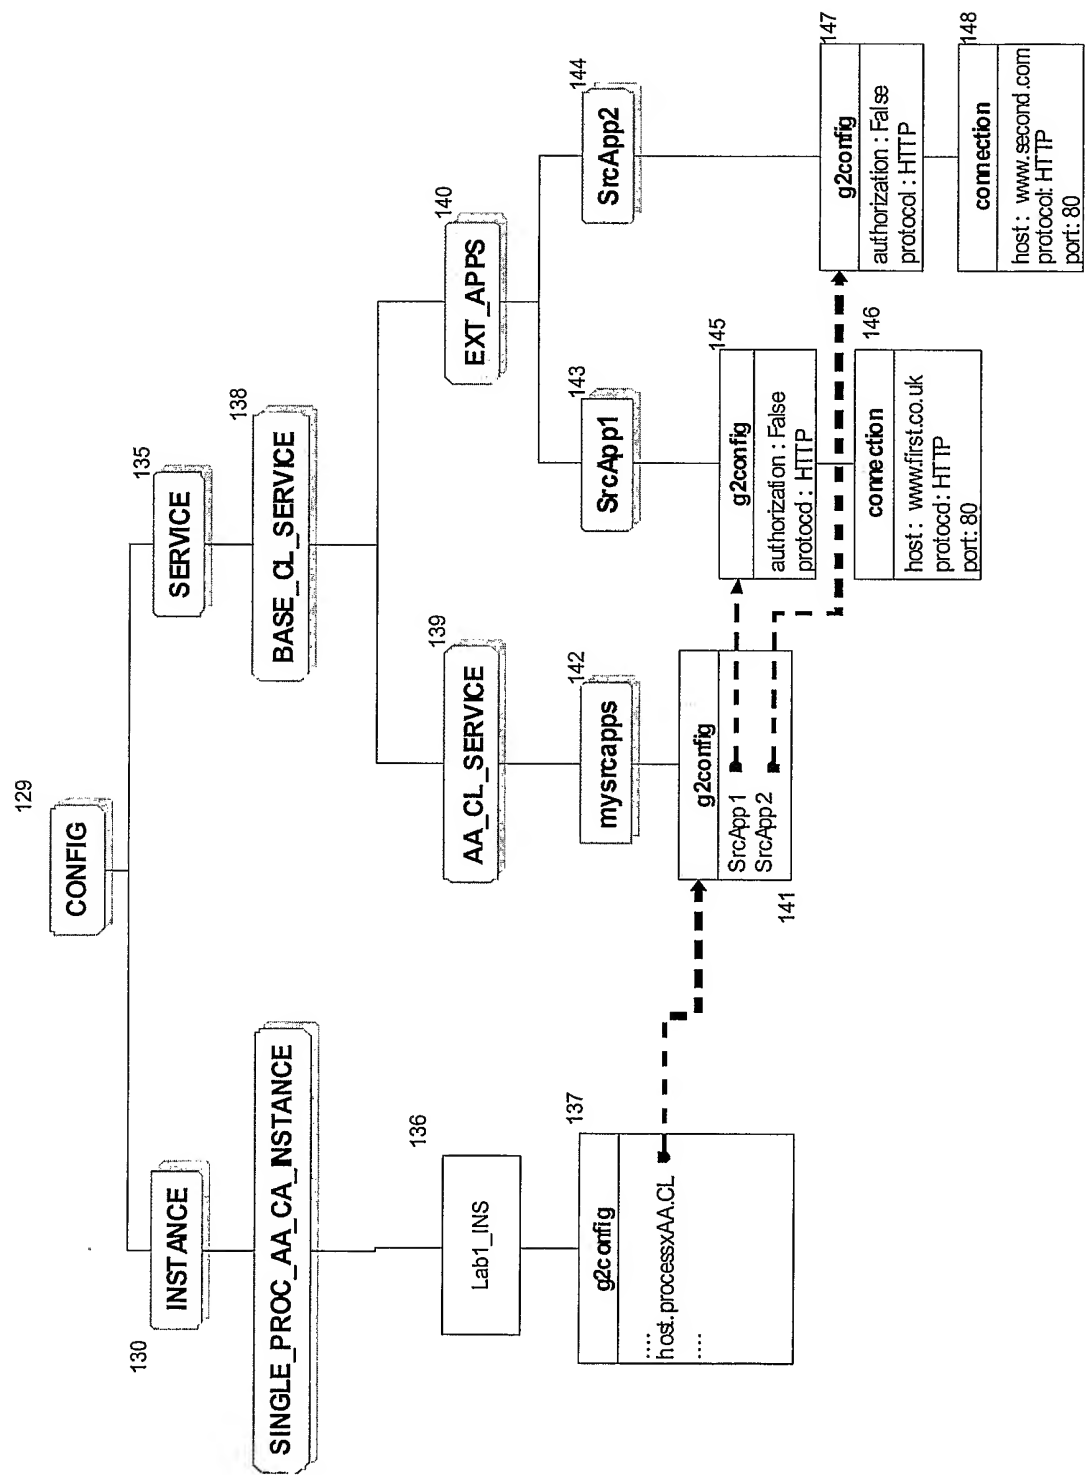 129
CONFIG
130
INSTANCE
135
SERVICE
SINGLE_PROC_AA_CA_INSTANCE
138
BASE_CL_SERVICE
136
Lab1_INS
139
AA_CL_SERVICE
140
EXT_APPS
137
g2config
....
host.processxAA.CL
....
142
mysrcapps
143
SrcApp1
144
SrcApp2
g2config
SrcApp1
SrcApp2
141
145
g2config
authorization : False
protocd : HTTP
146
connection
host : www.first.co.uk
protocd : HTTP
port: 80
147
g2config
authorization : False
protocol : HTTP
148
connection
host : www.second.com
protocol: HTTP
port: 80